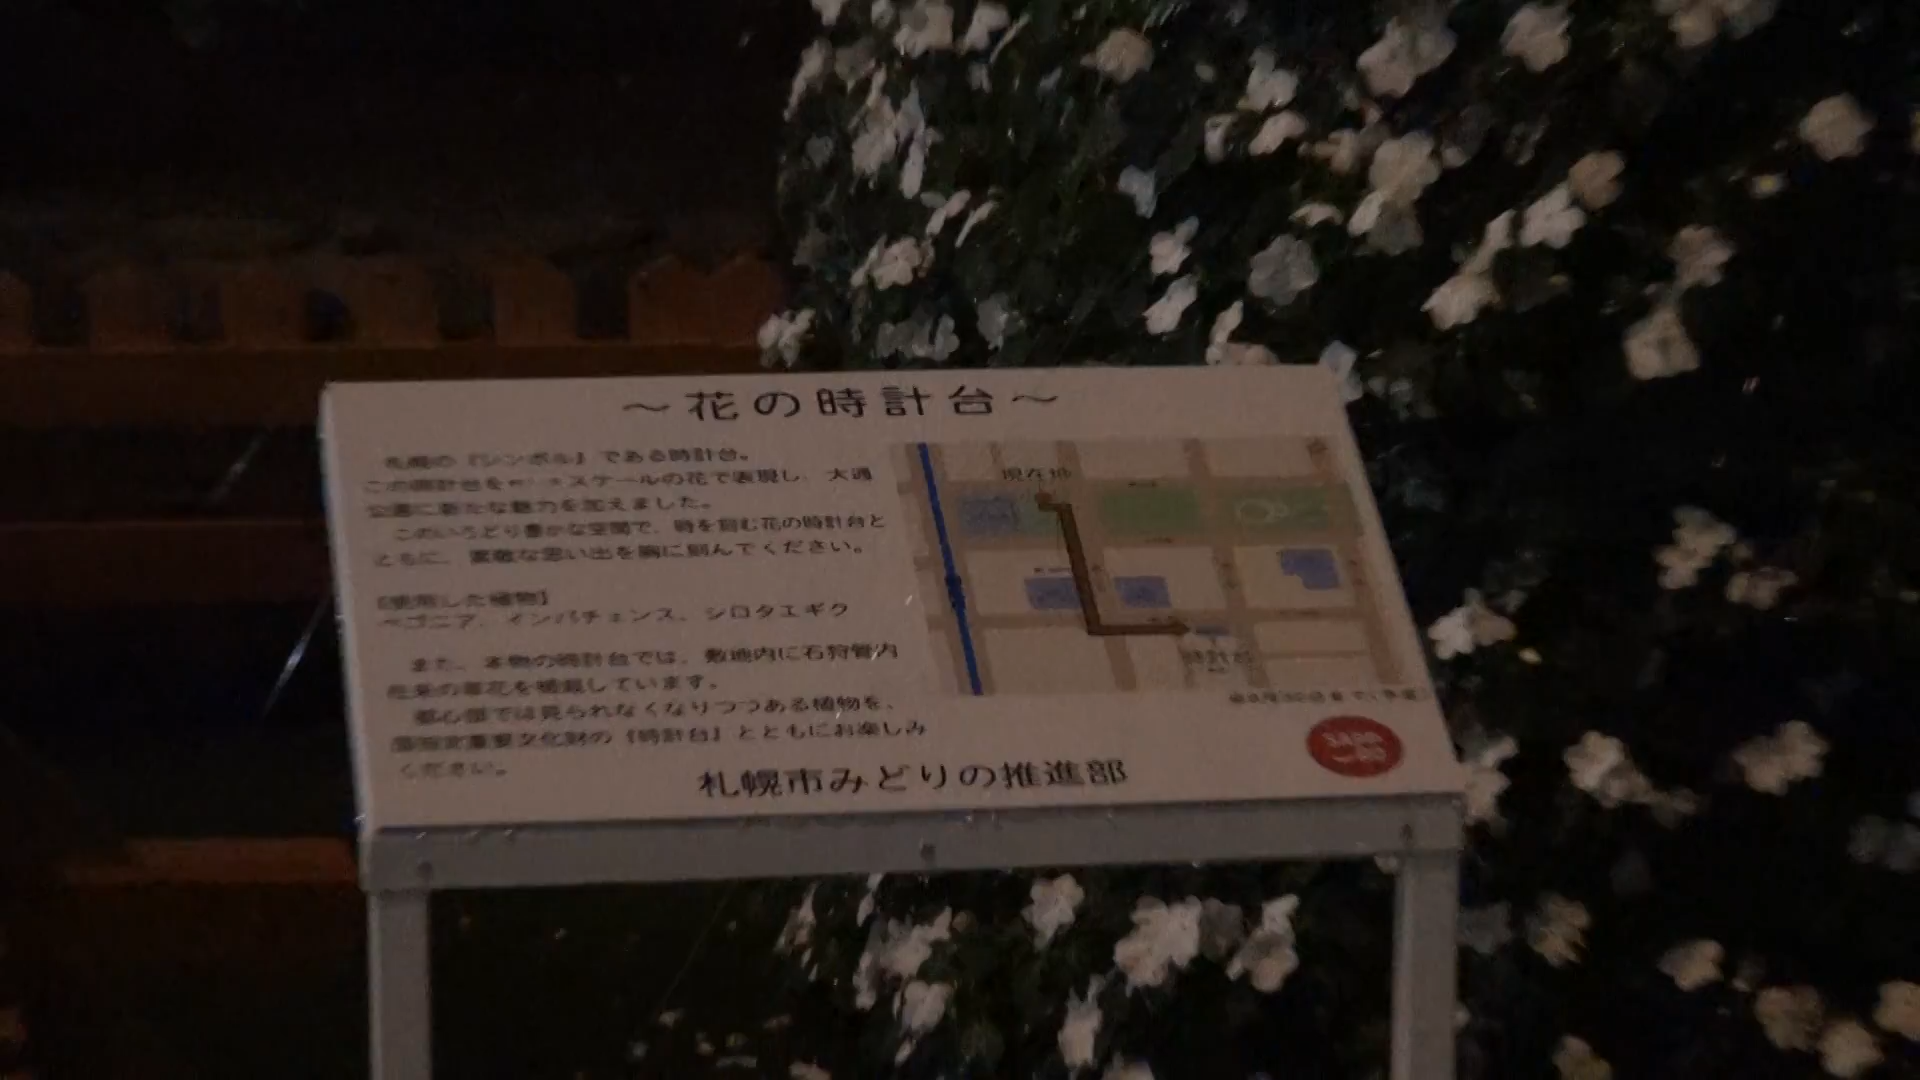 ～花の時計台～
札幌の『シンボル』である時計台。
この時計台を スケールの花で表現し、大通
公園に新たな魅力を加えました。
このいろどり豊かな空間で、時を刻む花の時計台と
ともに、素敵な思い出を胸に刻んでください。
【使用した植物】
ベゴニア、インパチェンス、シロタエギク
また、本物の時計台では、敷地内に石狩管内
在来の草花を植栽しています。
都心部では見られなくなりつつある植物を、
重要文化財の『時計台』とともにお楽しみ
ください。
札幌市みどりの推進部
現在地
時計台